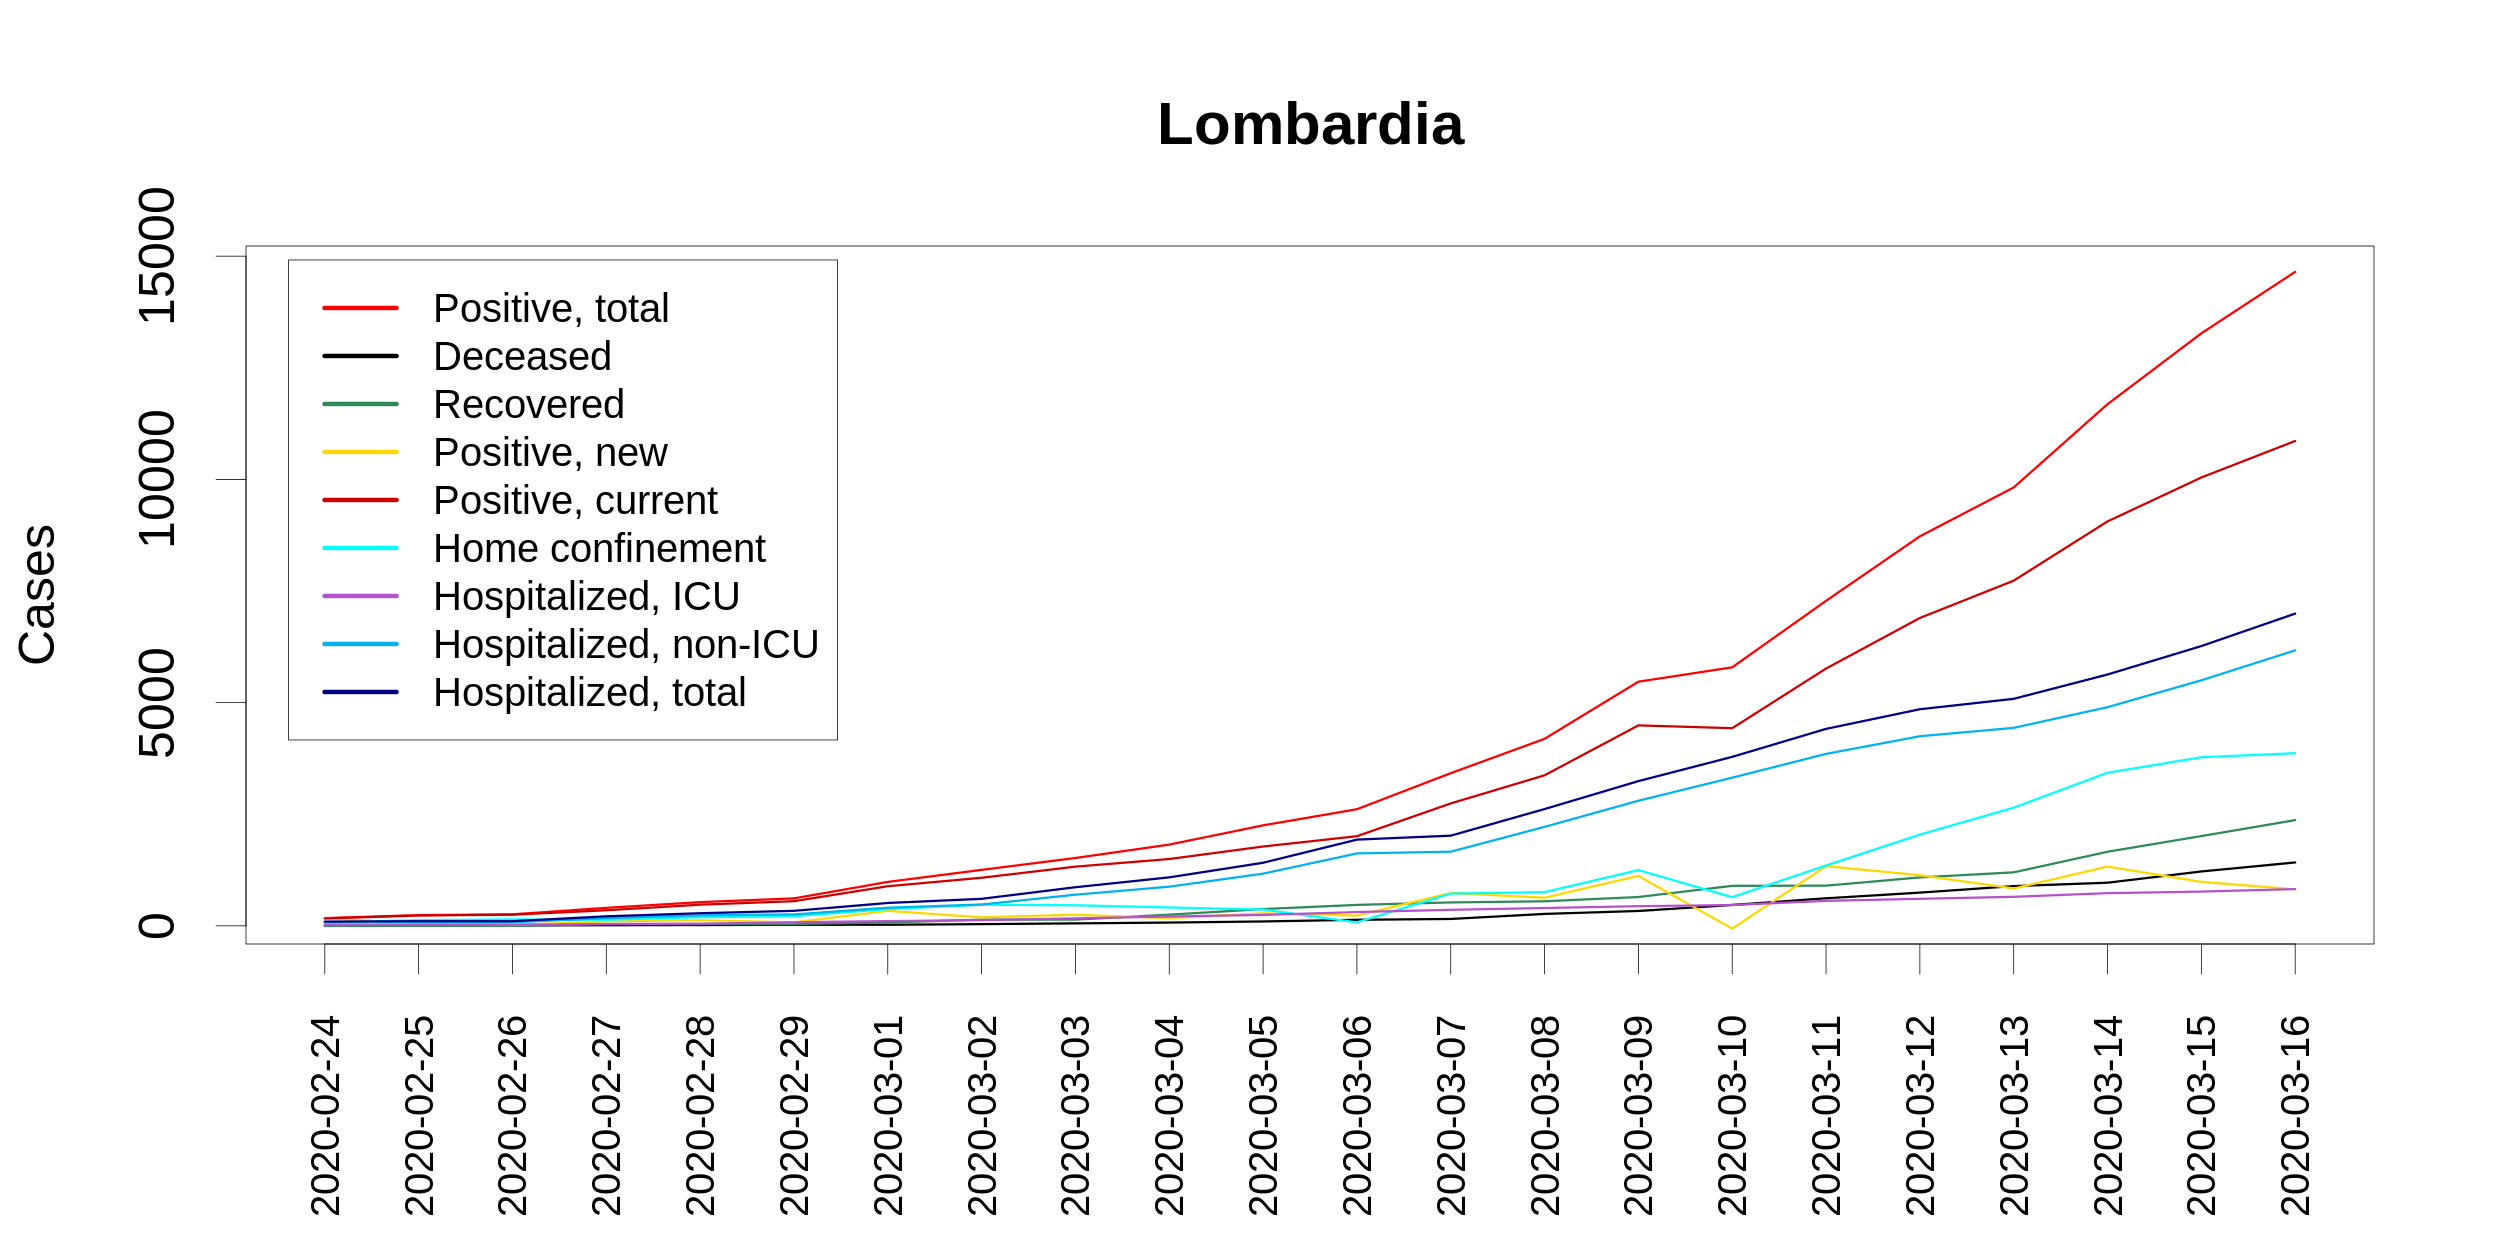 Lombardia
Cases
15000
10000
5000
0
Positive, total
Deceased
Recovered
Positive, new
Positive, current
Home confinement
Hospitalized, ICU
Hospitalized, non-ICU
Hospitalized, total
2020-02-24
2020-02-25
2020-02-26
2020-02-27
2020-02-28
2020-02-29
2020-03-01
2020-03-02
2020-03-03
2020-03-04
2020-03-05
2020-03-06
2020-03-07
2020-03-08
2020-03-09
2020-03-10
2020-03-11
2020-03-12
2020-03-13
2020-03-14
2020-03-15
2020-03-16